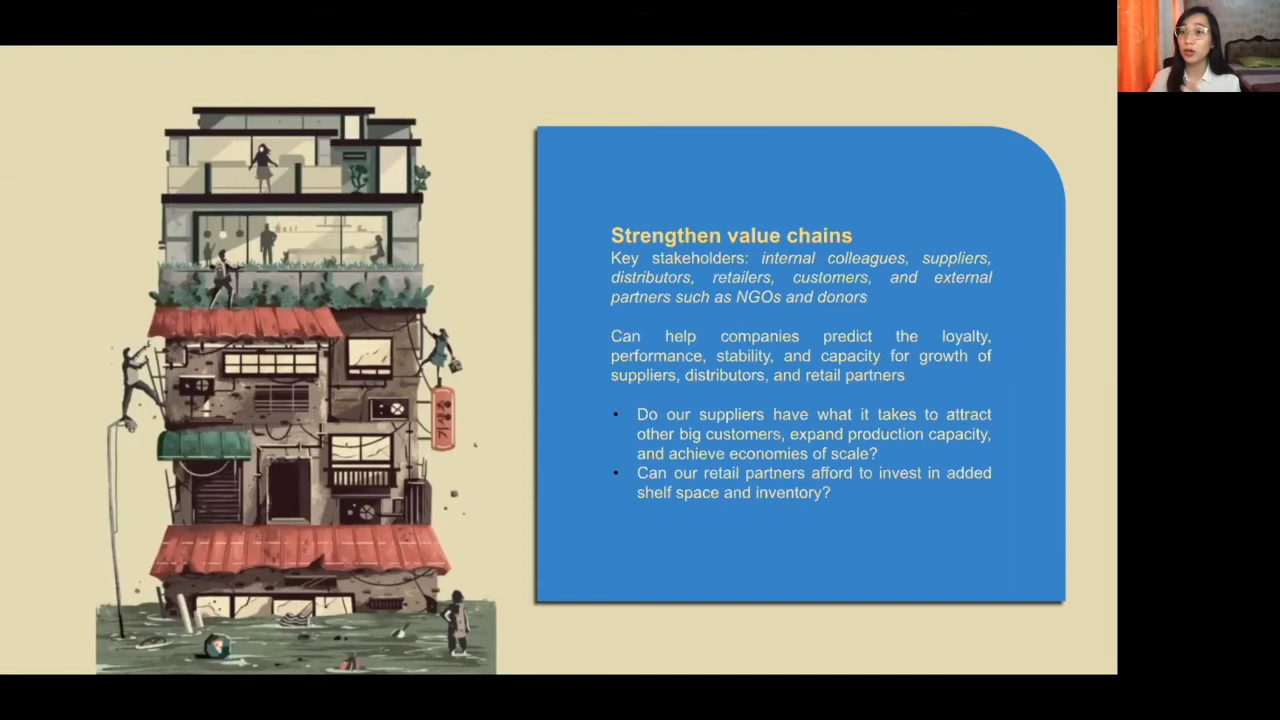 Strengthen value chains
Key stakeholders: internal colleagues, suppliers,
distributors, retailers, customers, and external
partners such as NGOs and donors
Can help companies predict the loyalty,
performance, stability, and capacity for growth of
suppliers, distributors, and retail partners
• Do our suppliers have what it takes to attract
other big customers, expand production capacity,
and achieve economies of scale?
• Can our retail partners afford to invest in added
shelf space and inventory?
기생충